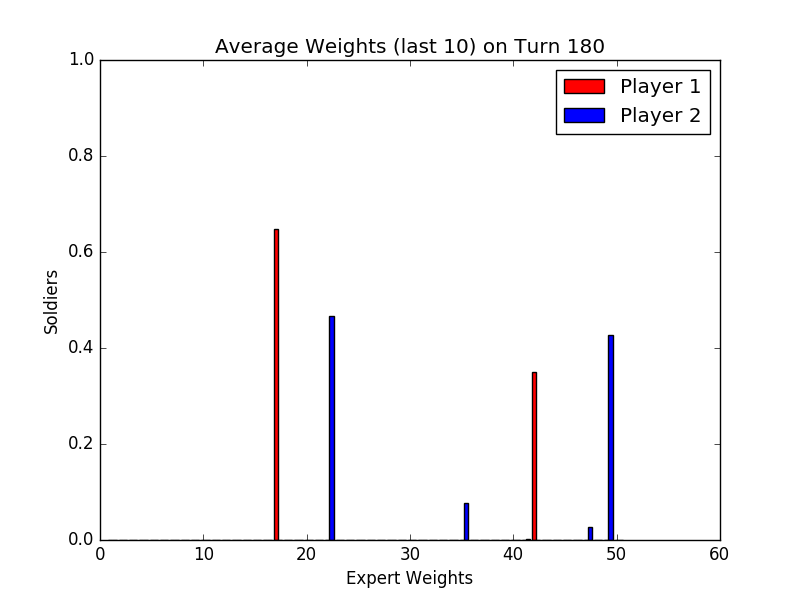 Average Weights (last 10) on Turn 180
Player 1
Player 2
1.0
0.8
0.6
0.4
0.2
0.0
Soldiers
0 10 20 30 40 50 60
Expert Weights